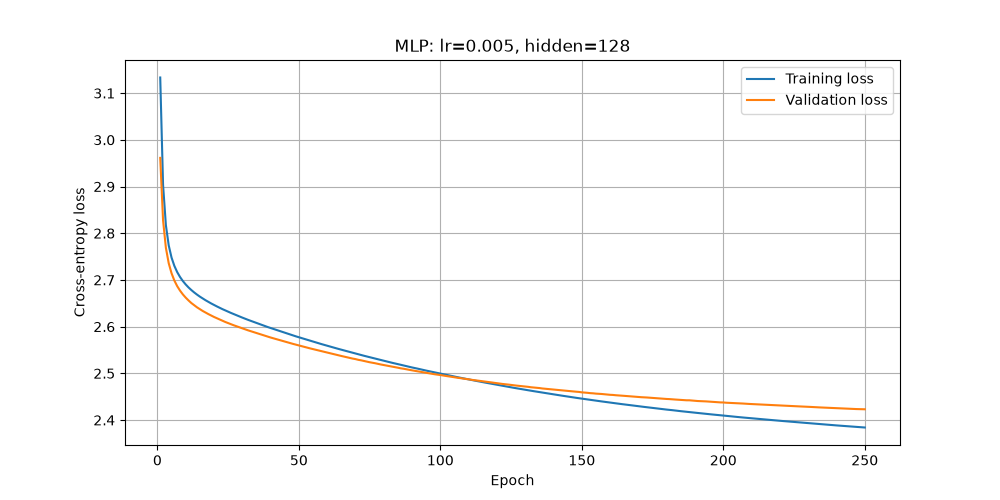 MLP: lr=0.005, hidden=128
Training loss
Validation loss
Cross-entropy loss
3.1
3.0
2.9
2.8
2.7
2.6
2.5
2.4
0 50 100 150 200 250
Epoch